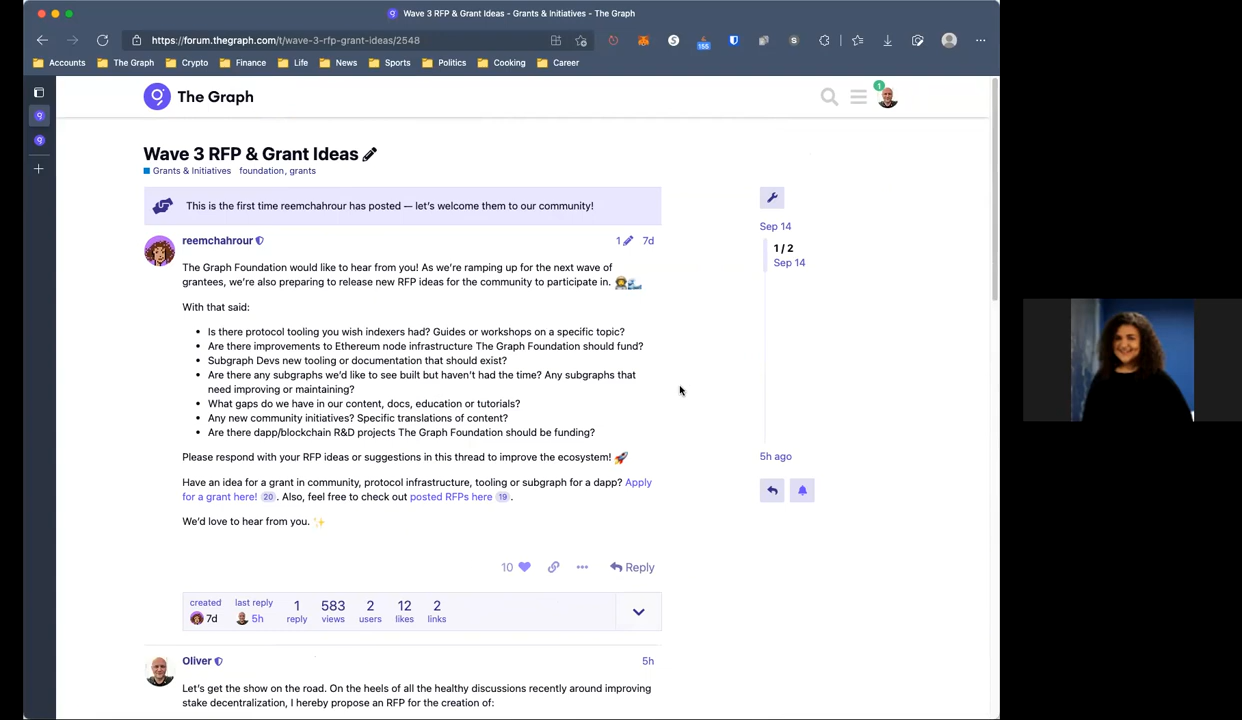 Wave 3 RFP & Grant Ideas - Grants & Initiatives - The Graph
https://forum.thegraph.com/t/wave-3-rfp-grant-ideas/2548
155
S
Accounts The Graph Crypto Finance Life News Sports Politics Cooking Career
The Graph
1
Wave 3 RFP & Grant Ideas
Grants & Initiatives foundation, grants
This is the first time reemchahrour has posted — let's welcome them to our community!
reemchahrour 1 7d
The Graph Foundation would like to hear from you! As we're ramping up for the next wave of
grantees, we're also preparing to release new RFP ideas for the community to participate in.
With that said:
• Is there protocol tooling you wish indexers had? Guides or workshops on a specific topic?
• Are there improvements to Ethereum node infrastructure The Graph Foundation should fund?
• Subgraph Devs new tooling or documentation that should exist?
• Are there any subgraphs we'd like to see built but haven't had the time? Any subgraphs that
need improving or maintaining?
• What gaps do we have in our content, docs, education or tutorials?
• Any new community initiatives? Specific translations of content?
• Are there dapp/blockchain R&D projects The Graph Foundation should be funding?
Please respond with your RFP ideas or suggestions in this thread to improve the ecosystem!
Have an idea for a grant in community, protocol infrastructure, tooling or subgraph for a dapp? Apply
for a grant here! 20 . Also, feel free to check out posted RFPs here 19 .
We'd love to hear from you.
10 Reply
created last reply 1 583 2 12 2
7d 5h reply views users likes links
Oliver 5h
Let's get the show on the road. On the heels of all the healthy discussions recently around improving
stake decentralization, I hereby propose an RFP for the creation of:
Sep 14
1 / 2
Sep 14
5h ago